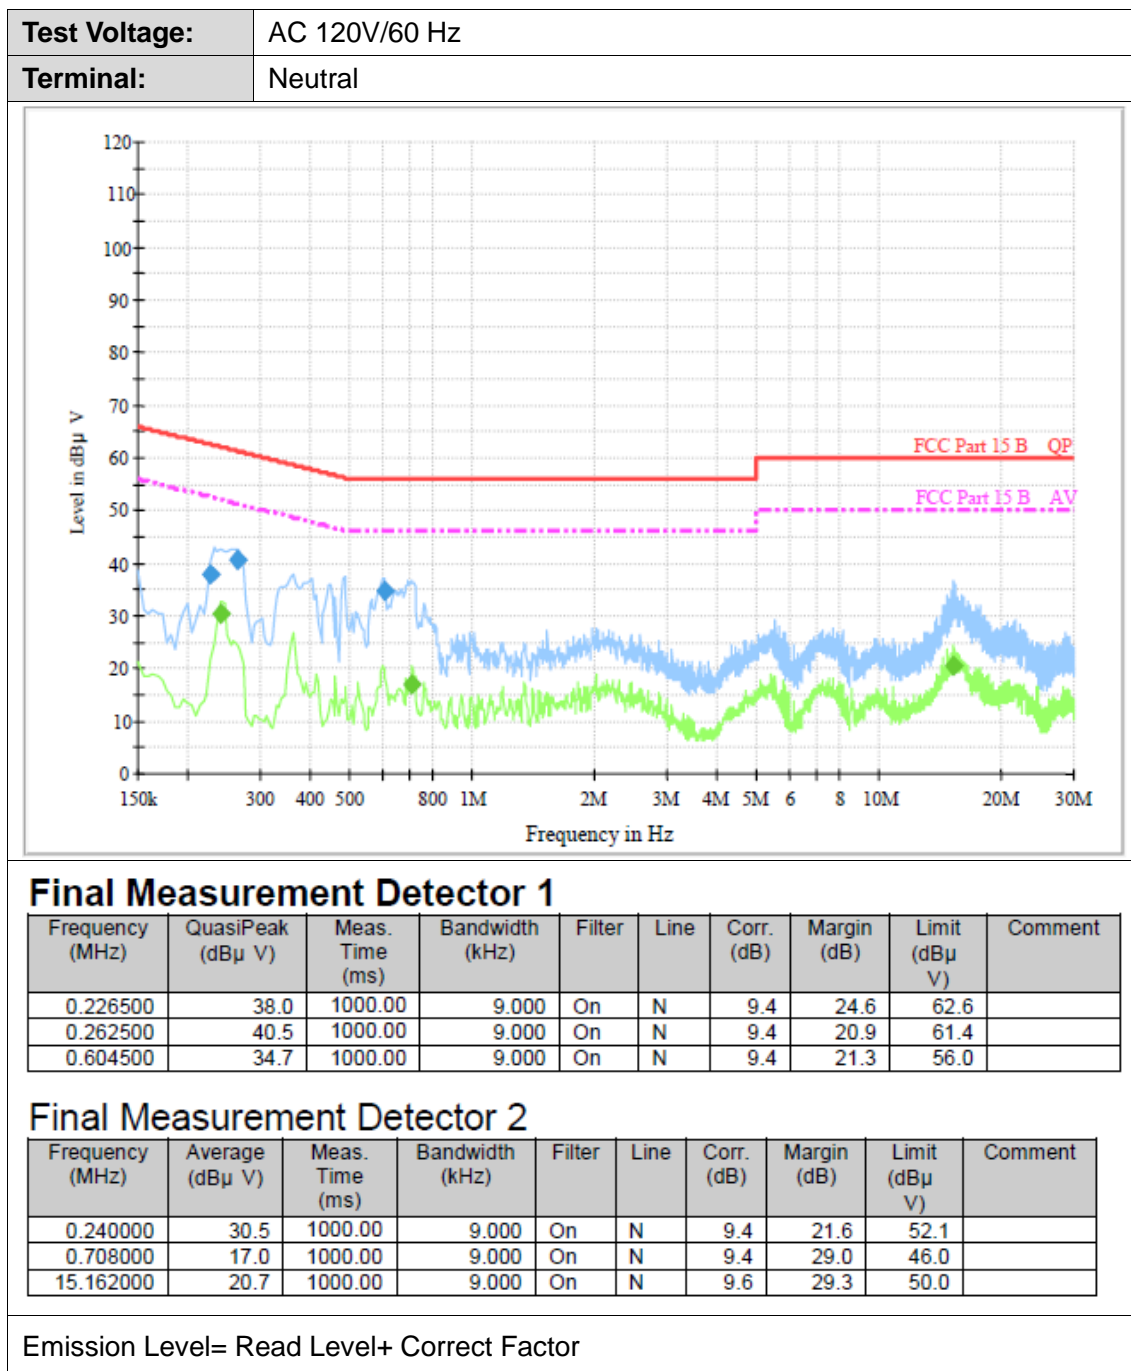 Test Voltage: AC 120V/60 Hz
Terminal: Neutral
120
110
100
90
80
70
60
50
40
30
20
10
0
Level in dBμ V
FCC Part 15 B QP
FCC Part 15 B AV
150k 300 400 500 800 1M 2M 3M 4M 5M 6 8 10M 20M 30M
Frequency in Hz
Final Measurement Detector 1
Frequency (MHz) QuasiPeak (dBμ V) Meas. Time (ms) Bandwidth (kHz) Filter Line Corr. (dB) Margin (dB) Limit (dBμ V) Comment
0.226500 38.0 1000.00 9.000 On N 9.4 24.6 62.6
0.262500 40.5 1000.00 9.000 On N 9.4 20.9 61.4
0.604500 34.7 1000.00 9.000 On N 9.4 21.3 56.0
Final Measurement Detector 2
Frequency (MHz) Average (dBμ V) Meas. Time (ms) Bandwidth (kHz) Filter Line Corr. (dB) Margin (dB) Limit (dBμ V) Comment
0.240000 30.5 1000.00 9.000 On N 9.4 21.6 52.1
0.708000 17.0 1000.00 9.000 On N 9.4 29.0 46.0
15.162000 20.7 1000.00 9.000 On N 9.6 29.3 50.0
Emission Level= Read Level+ Correct Factor